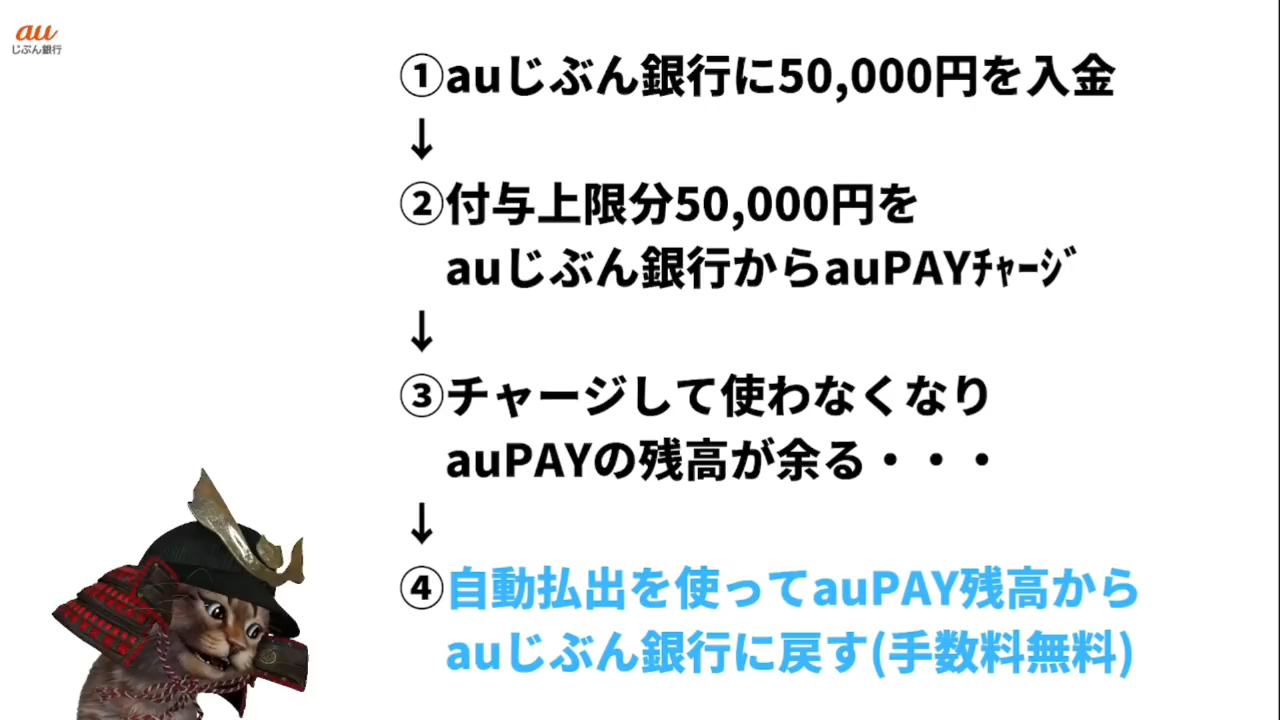 au
じぶん銀行
①auじぶん銀行に50,000円を入金
↓
②付与上限分50,000円を
auじぶん銀行からauPAYﾁｬｰｼﾞ
↓
③チャージして使わなくなり
auPAYの残高が余る・・・
↓
④自動払出を使ってauPAY残高から
auじぶん銀行に戻す(手数料無料)